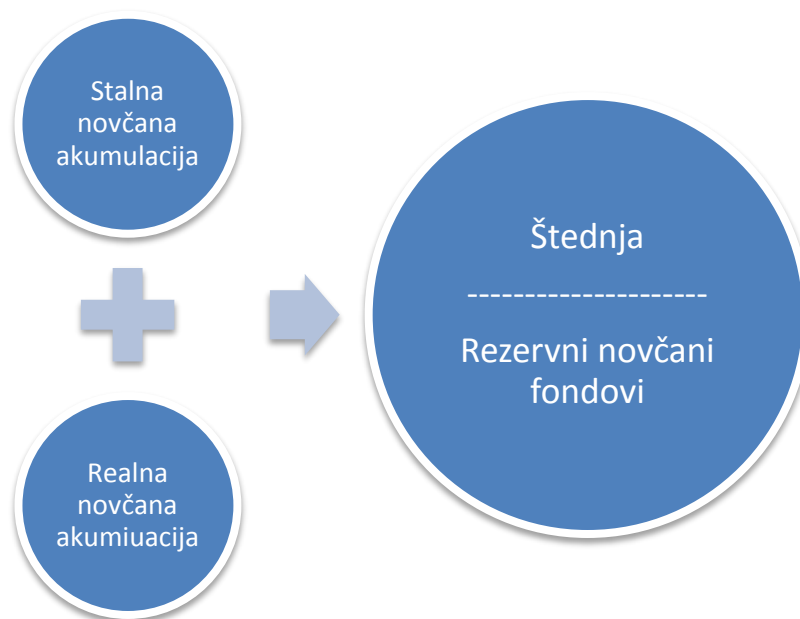 Stalna
novčana
akumulacija
Realna
novčana
akumiuacija
Štednja
---------------------
Rezervni novčani
fondovi